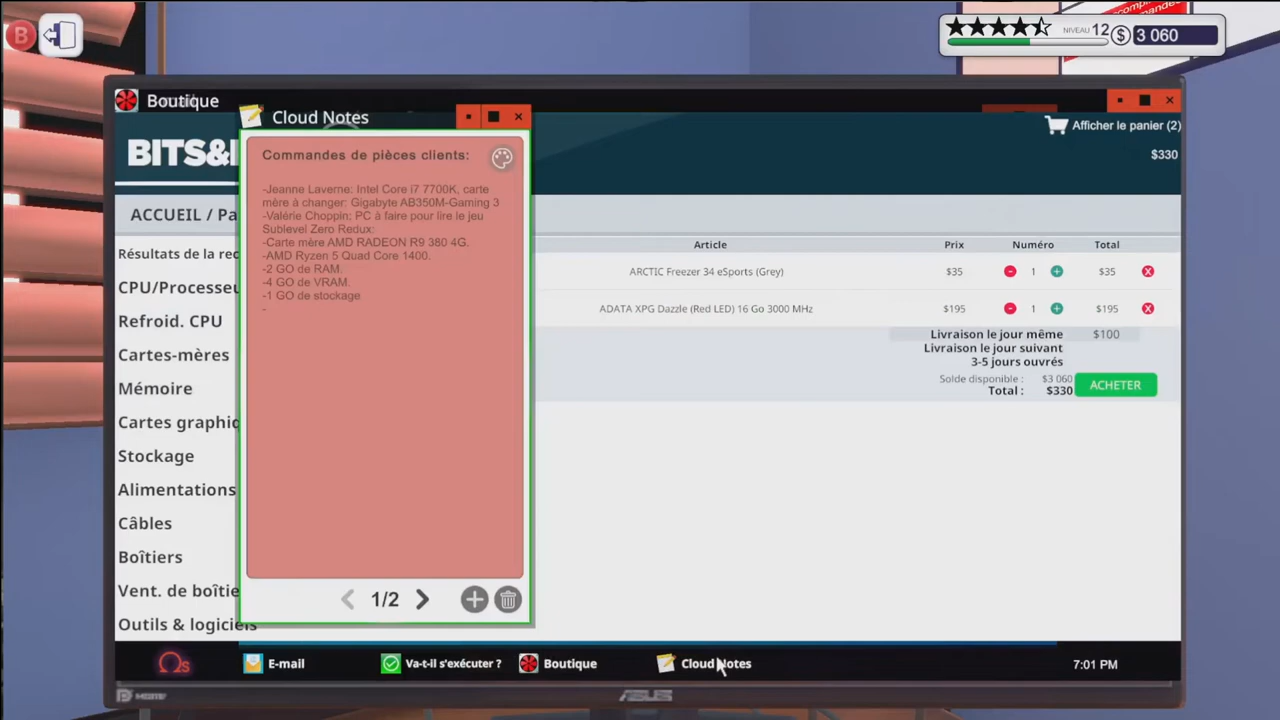 B
NIVEAU 12
$ 3 060
Boutique
Cloud Notes
Afficher le panier (2)
$330
BITS&
ACCUEIL / Pa
Commandes de pièces clients:
-Jeanne Laverne: Intel Core i7 7700K, carte
mère à changer: Gigabyte AB350M-Gaming 3
-Valérie Choppin: PC à faire pour lire le jeu
Sublevel Zero Redux:
-Carte mère AMD RADEON R9 380 4G.
-AMD Ryzen 5 Quad Core 1400.
-2 GO de RAM.
-4 GO de VRAM.
-1 GO de stockage
-
1/2
Résultats de la rec
CPU/Processeu
Refroid. CPU
Cartes-mères
Mémoire
Cartes graphiq
Stockage
Alimentations
Câbles
Boîtiers
Vent. de boîtie
Outils & logiciels
Article Prix Numéro Total
ARCTIC Freezer 34 eSports (Grey) $35 1 $35
ADATA XPG Dazzle (Red LED) 16 Go 3000 MHz $195 1 $195
Livraison le jour même $100
Livraison le jour suivant
3-5 jours ouvrés
Solde disponible : $3 060
Total : $330
ACHETER
E-mail
Va-t-il s'exécuter ?
Boutique
Cloud Notes
7:01 PM
ASUS